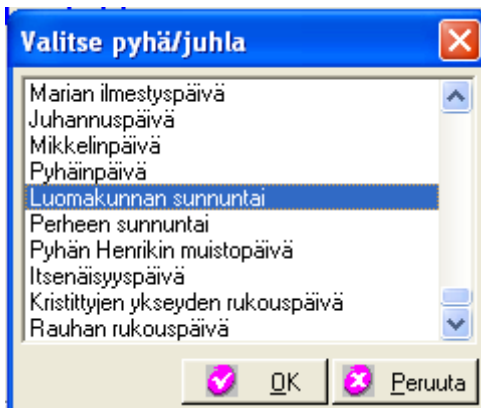 Valitse pyhä/juhla
Marian ilmestyspäivä
Juhannuspäivä
Mikkelinpäivä
Pyhäinpäivä
Luomakunnan sunnuntai
Perheen sunnuntai
Pyhän Henrikin muistopäivä
Itsenäisyyspäivä
Kristittyjen ykseyden rukouspäivä
Rauhan rukouspäivä
OK Peruuta